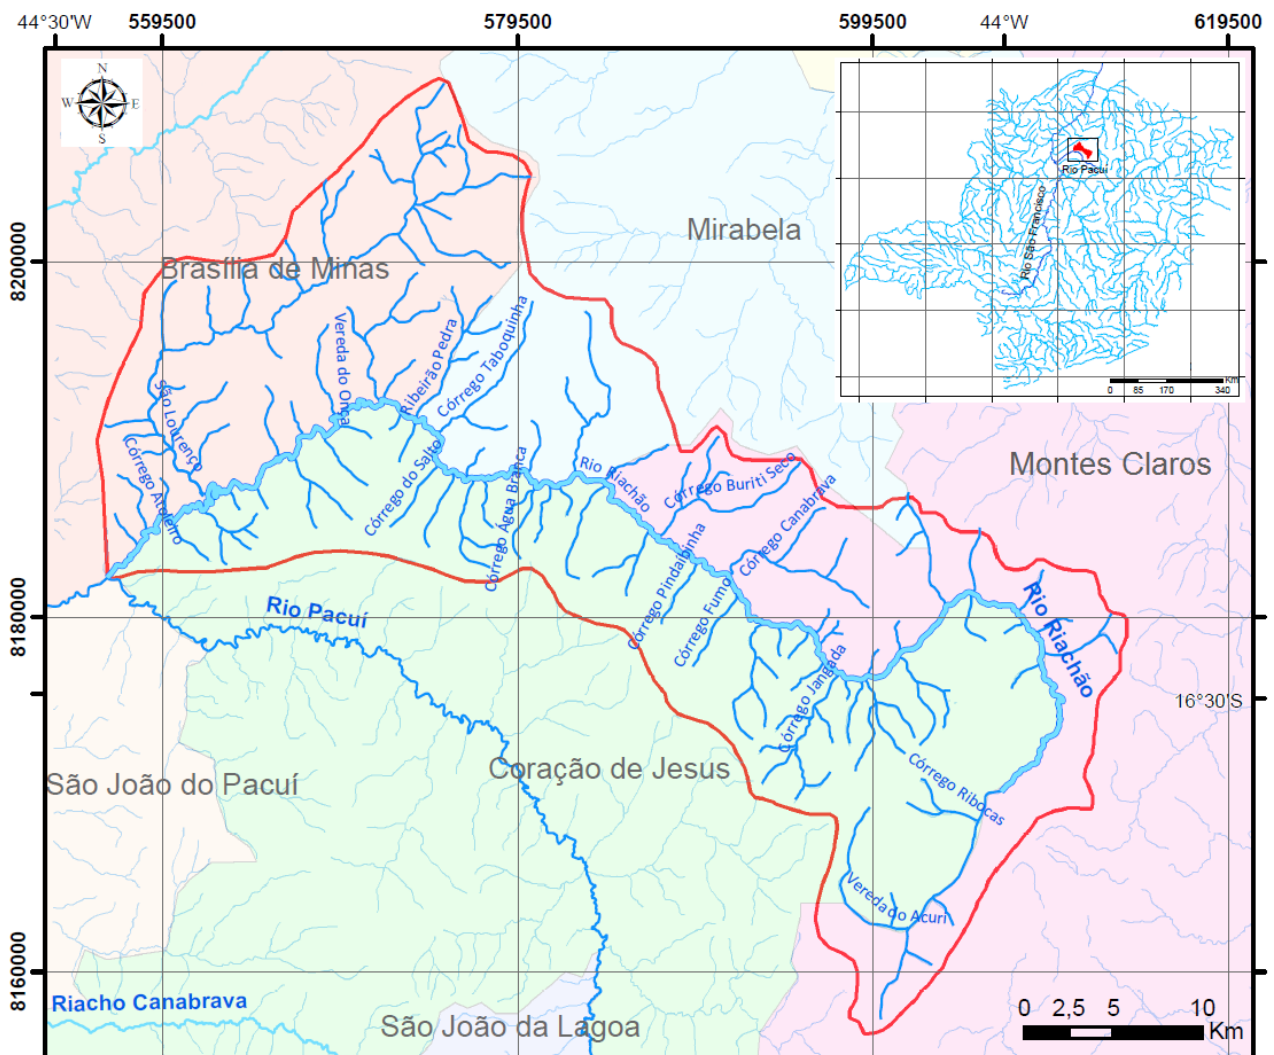 44°30'W
559500
579500
599500
44°W
619500
N
W
E
S
Rio Pacuí
Rio São Francisco
Km
0 85 170 340
Mirabela
8200000
Brasília de Minas
Vereda do Onça
Ribeirão Pedra
Córrego Taboquinha
São Lourenço
Córrego Atoleiro
Córrego do Salto
Córrego Água Branca
Rio Riachão
Córrego Buriti Seco
Montes Claros
Córrego Canabrava
Córrego Pindaibinha
Córrego Fumo
8180000
Rio Pacuí
Rio Riachão
Córrego Jangada
16°30'S
Coração de Jesus
São João do Pacuí
Córrego Ribocas
Vereda do Acuri
8160000
Riacho Canabrava
São João da Lagoa
0 2,5 5 10
Km